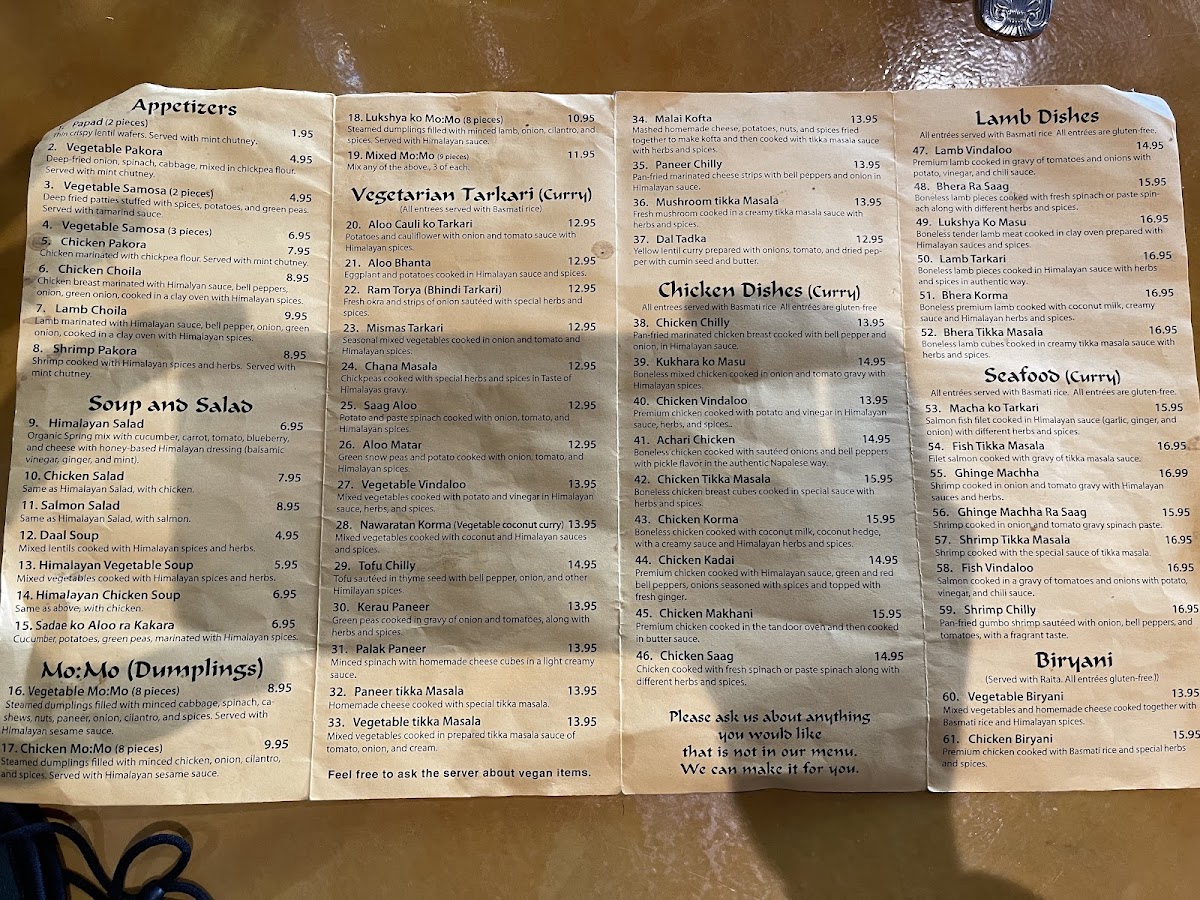 Appetizers
Papad (2 pieces) 1.95
thin crispy lentil wafers. Served with mint chutney.
2. Vegetable Pakora 4.95
Deep-fried onion, spinach, cabbage, mixed in chickpea flour.
Served with mint chutney.
3. Vegetable Samosa (2 pieces) 4.95
Deep fried patties stuffed with spices, potatoes, and green peas.
Served with tamarind sauce.
4. Vegetable Samosa (3 pieces) 6.95
5. Chicken Pakora 7.95
Chicken marinated with chickpea flour. Served with mint chutney
6. Chicken Choila 8.95
Chicken breast marinated with Himalyan sauce, bell peppers,
onion, green onion, cooked in a clay oven with Himalayan spices.
7. Lamb Choila 9.95
Lamb marinated with Himalayan sauce, bell pepper, onion, green
onion, cooked in a clay oven with Himalayan spices.
8. Shrimp Pakora 8.95
Shrimp cooked with Himalayan spices and herbs. Served with
mint chutney.
Soup and Salad
9. Himalayan Salad 6.95
Organic Spring mix with cucumber, carrot, tomato, blueberry,
and cheese with honey-based Himalayan dressing (balsamic
vinegar, ginger, and mint).
10. Chicken Salad 7.95
Same as Himalayan Salad, with chicken.
11. Salmon Salad 8.95
Same as Himalayan Salad, with salmon.
12. Daal Soup 4.95
Mixed lentils cooked with Himalayan spices and herbs.
13. Himalayan Vegetable Soup 5.95
Mixed vegetables cooked with Himalayan spices and herbs.
14. Himalayan Chicken Soup 6.95
Same as above, with chicken.
15. Sadae ko Aloo ra Kakara 6.95
Cucumber, potatoes, green peas, marinated with Himalayan spices.
Mo:Mo (Dumplings)
16. Vegetable Mo:Mo (8 pieces) 8.95
Steamed dumplings filled with minced cabbage, spinach, ca-
shews, nuts, paneer, onion, cilantro, and spices. Served with
Himalayan sesame sauce.
17. Chicken Mo:Mo (8 pieces) 9.95
Steamed dumplings filled with minced chicken, onion, cilantro,
and spices. Served with Himalayan sesame sauce.
18. Lukshya ko Mo:Mo (8 pieces) 10.95
Steamed dumplings filled with minced lamb, onion, cilantro, and
spices. Served with Himalayan sauce.
19. Mixed Mo:Mo (9 pieces) 11.95
Mix any of the above., 3 of each.
Vegetarian Tarkari (Curry)
(All entrees served with Basmati rice)
20. Aloo Cauli ko Tarkari 12.95
Potatoes and cauliflower with onion and tomato sauce with
Himalayan spices.
21. Aloo Bhanta 12.95
Eggplant and potatoes cooked in Himalayan sauce and spices.
22. Ram Torya (Bhindi Tarkari) 12.95
Fresh okra and strips of onion sautéed with special herbs and
spices.
23. Mismas Tarkari 12.95
Seasonal mixed vegetables cooked in onion and tomato and
Himalayan spices.
24. Chana Masala 12.95
Chickpeas cooked with special herbs and spices in Taste of
Himalayas gravy.
25. Saag Aloo 12.95
Potato and paste spinach cooked with onion, tomato, and
Himalayan spices.
26. Aloo Matar 12.95
Green snow peas and potato cooked with onion, tomato, and
Himalayan spices.
27. Vegetable Vindaloo 13.95
Mixed vegetables cooked with potato and vinegar in Himalayan
sauce, herbs, and spices.
28. Nawaratan Korma (Vegetable coconut curry) 13.95
Mixed vegetables cooked with coconut and Himalayan sauces
and spices.
29. Tofu Chilly 14.95
Tofu sautéed in thyme seed with bell pepper, onion, and other
Himilayan spices.
30. Kerau Paneer 13.95
Green peas cooked in gravy of onion and tomatoes, along with
herbs and spices.
31. Palak Paneer 13.95
Minced spinach with homemade cheese cubes in a light creamy
sauce.
32. Paneer tikka Masala 13.95
Homemade cheese cooked with special tikka masala.
33. Vegetable tikka Masala 13.95
Mixed vegetables cooked in prepared tikka masala sauce of
tomato, onion, and cream.
Feel free to ask the server about vegan items.
34. Malai Kofta 13.95
Mashed homemade cheese, potatoes, nuts, and spices fried
together to make kofta and then cooked with tikka masala sauce
with herbs and spices.
35. Paneer Chilly 13.95
Pan-fried marinated cheese strips with bell peppers and onion in
Himalayan sauce.
36. Mushroom tikka Masala 13.95
Fresh mushroom cooked in a creamy tikka masala sauce with
herbs and spices.
37. Dal Tadka 12.95
Yellow lentil curry prepared with onions, tomato, and dried pep-
per with cumin seed and butter.
Chicken Dishes (Curry)
All entrées served with Basmati rice All entrées are gluten-free
38. Chicken Chilly 13.95
Pan-fried marinated chicken breast cooked with bell pepper and
onion, in Himalayan sauce.
39. Kukhara ko Masu 14.95
Boneless mixed chicken cooked in onion and tomato gravy with
Himalayan spices.
40. Chicken Vindaloo 13.95
Premium chicken cooked with potato and vinegar in Himalayan
sauce, herbs, and spices..
41. Achari Chicken 14.95
Boneless chicken cooked with sautéed onions and bell peppers
with pickle flavor in the authentic Napalese way.
42. Chicken Tikka Masala 15.95
Boneless chicken breast cubes cooked in special sauce with
herbs and spices.
43. Chicken Korma 15.95
Boneless chicken cooked with coconut milk, coconut hedge,
with a creamy sauce and Himalayan herbs and spices.
44. Chicken Kadai 14.95
Premium chicken cooked with Himalayan sauce, green and red
bell peppers, onions seasoned with spices and topped with
fresh ginger.
45. Chicken Makhani 15.95
Premium chicken cooked in the tandoor oven and then cooked
in butter sauce.
46. Chicken Saag 14.95
Chicken cooked with fresh spinach or paste spinach along with
different herbs and spices.
Please ask us about anything
you would like
that is not in our menu.
We can make it for you.
Lamb Dishes
All entrées served with Basmati rice All entrées are gluten-free.
47. Lamb Vindaloo 14.95
Premium lamb cooked in gravy of tomatoes and onions with
potato, vinegar, and chili sauce.
48. Bhera Ra Saag 15.95
Boneless lamb pieces cooked with fresh spinach or paste spin-
ach along with different herbs and spices.
49. Lukshya Ko Masu 16.95
Boneless tender lamb meat cooked in clay oven prepared with
Himalayan sauces and spices.
50. Lamb Tarkari 16.95
Boneless lamb pieces cooked in Himalayan sauce with herbs
and spices in authentic way.
51. Bhera Korma 16.95
Boneless premium lamb cooked with coconut milk, creamy
sauce and Himalayan herbs and spices.
52. Bhera Tikka Masala 16.95
Boneless lamb cubes cooked in creamy tikka masala sauce with
herbs and spices.
Seafood (Curry)
All entrées served with Basmati rice. All entrées are gluten-free.
53. Macha ko Tarkari 15.95
Salmon fish filet cooked in Himalayan sauce (garlic, ginger, and
onion) with different herbs and spices.
54. Fish Tikka Masala 16.95
Filet salmon cooked with gravy of tikka masala sauce.
55. Ghinge Machha 16.99
Shrimp cooked in onion and tomato gravy with Himalayan
sauces and herbs.
56. Ghinge Machha Ra Saag 15.95
Shrimp cooked in onion and tomato gravy spinach paste.
57. Shrimp Tikka Masala 16.95
Shrimp cooked with the special sauce of tikka masala.
58. Fish Vindaloo 16.95
Salmon cooked in a gravy of tomatoes and onions with potato,
vinegar, and chili sauce.
59. Shrimp Chilly 16.95
Pan-fried gumbo shrimp sautéed with onion, bell peppers, and
tomatoes, with a fragrant taste.
Biryani
(Served with Raita. All entrées gluten-free.))
60. Vegetable Biryani 13.95
Mixed vegetables and homemade cheese cooked together with
Basmati rice and Himalayan spices.
61. Chicken Biryani 15.95
Premium chicken cooked with Basmati rice and special herbs
and spices.